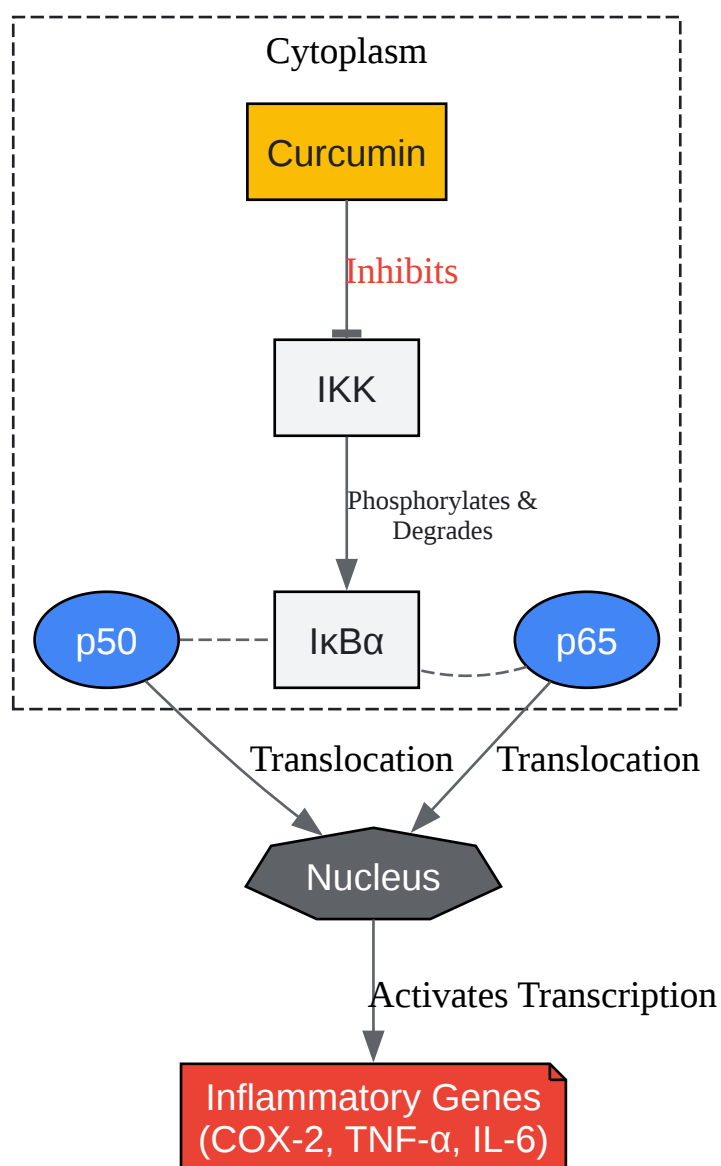 Cytoplasm
Curcumin
Inhibits
IKK
Phosphorylates &
Degrades
p50
IκBα
p65
Translocation
Translocation
Nucleus
Activates Transcription
Inflammatory Genes
(COX-2, TNF-α, IL-6)